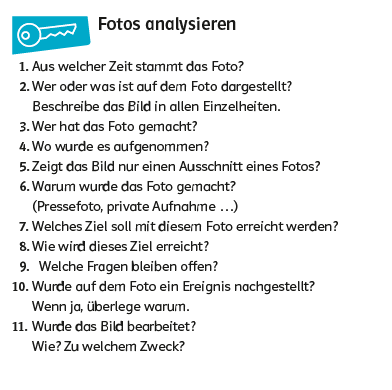 Fotos analysieren
1. Aus welcher Zeit stammt das Foto?
2. Wer oder was ist auf dem Foto dargestellt?
Beschreibe das Bild in allen Einzelheiten.
3. Wer hat das Foto gemacht?
4. Wo wurde es aufgenommen?
5. Zeigt das Bild nur einen Ausschnitt eines Fotos?
6. Warum wurde das Foto gemacht?
(Pressefoto, private Aufnahme ...)
7. Welches Ziel soll mit diesem Foto erreicht werden?
8. Wie wird dieses Ziel erreicht?
9. Welche Fragen bleiben offen?
10. Wurde auf dem Foto ein Ereignis nachgestellt?
Wenn ja, überlege warum.
11. Wurde das Bild bearbeitet?
Wie? Zu welchem Zweck?